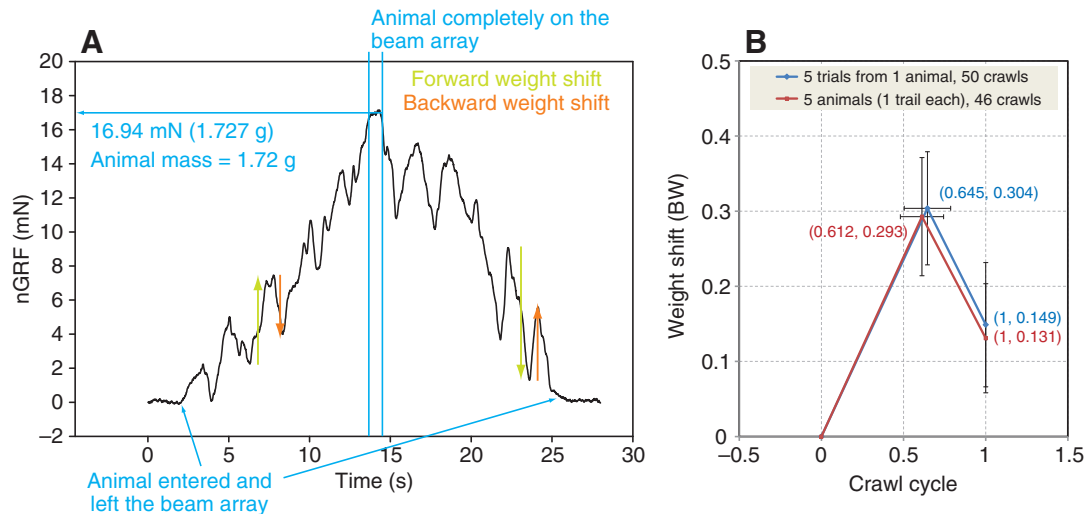 A
Animal completely on the
beam array
Forward weight shift
Backward weight shift
16.94 mN (1.727 g)
Animal mass = 1.72 g
nGRF (mN)
20
18
16
14
12
10
8
6
4
2
0
–2
0
5
10
15
20
25
30
Time (s)
Animal entered and
left the beam array
B
5 trials from 1 animal, 50 crawls
5 animals (1 trail each), 46 crawls
Weight shift (BW)
0.5
0.4
0.3
0.2
0.1
0
(0.645, 0.304)
(0.612, 0.293)
(1, 0.149)
(1, 0.131)
–0.5
0
0.5
1
1.5
Crawl cycle